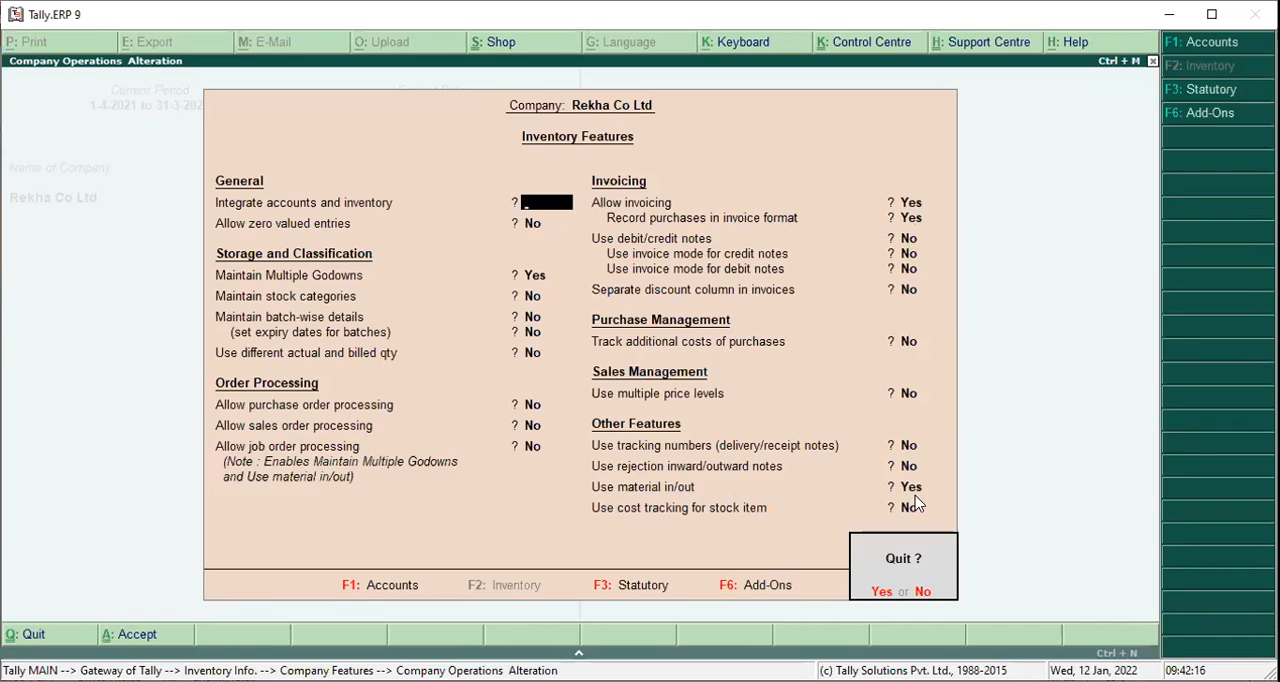 Tally.ERP 9
P: Print E: Export M: E-Mail O: Upload S: Shop G: Language K: Keyboard K: Control Centre H: Support Centre H: Help
Company Operations Alteration Ctrl + M
Current Period
1-4-2021 to 31-3-202
Name of Company
Rekha Co Ltd
Company: Rekha Co Ltd
Inventory Features
General
Integrate accounts and inventory ?
Allow zero valued entries ? No
Storage and Classification
Maintain Multiple Godowns ? Yes
Maintain stock categories ? No
Maintain batch-wise details ? No
(set expiry dates for batches) ? No
Use different actual and billed qty ? No
Order Processing
Allow purchase order processing ? No
Allow sales order processing ? No
Allow job order processing ? No
(Note : Enables Maintain Multiple Godowns
and Use material in/out)
Invoicing
Allow invoicing ? Yes
Record purchases in invoice format ? Yes
Use debit/credit notes ? No
Use invoice mode for credit notes ? No
Use invoice mode for debit notes ? No
Separate discount column in invoices ? No
Purchase Management
Track additional costs of purchases ? No
Sales Management
Use multiple price levels ? No
Other Features
Use tracking numbers (delivery/receipt notes) ? No
Use rejection inward/outward notes ? No
Use material in/out ? Yes
Use cost tracking for stock item ? No
F1: Accounts F2: Inventory F3: Statutory F6: Add-Ons
Quit ?
Yes or No
F1: Accounts
F2: Inventory
F3: Statutory
F6: Add-Ons
Q: Quit A: Accept
Ctrl + N
Tally MAIN --> Gateway of Tally --> Inventory Info. --> Company Features --> Company Operations Alteration (c) Tally Solutions Pvt. Ltd., 1988-2015 Wed, 12 Jan, 2022 09:42:16